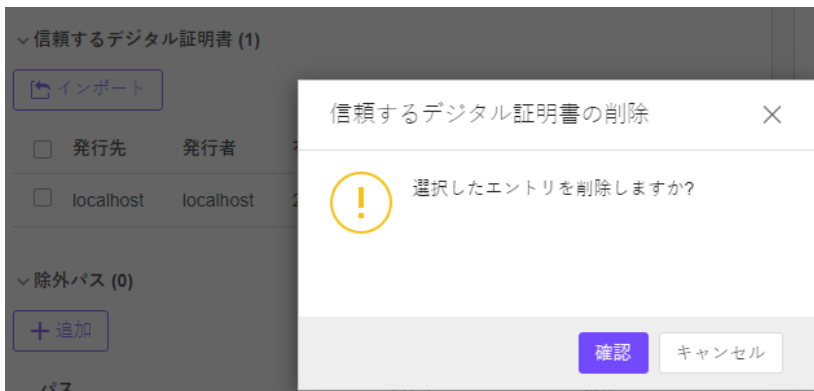 信頼するデジタル証明書 (1)
インポート
信頼するデジタル証明書の削除
発行先 発行者
選択したエントリを削除しますか?
localhost localhost 2
除外パス (0)
追加
確認 キャンセル
パス